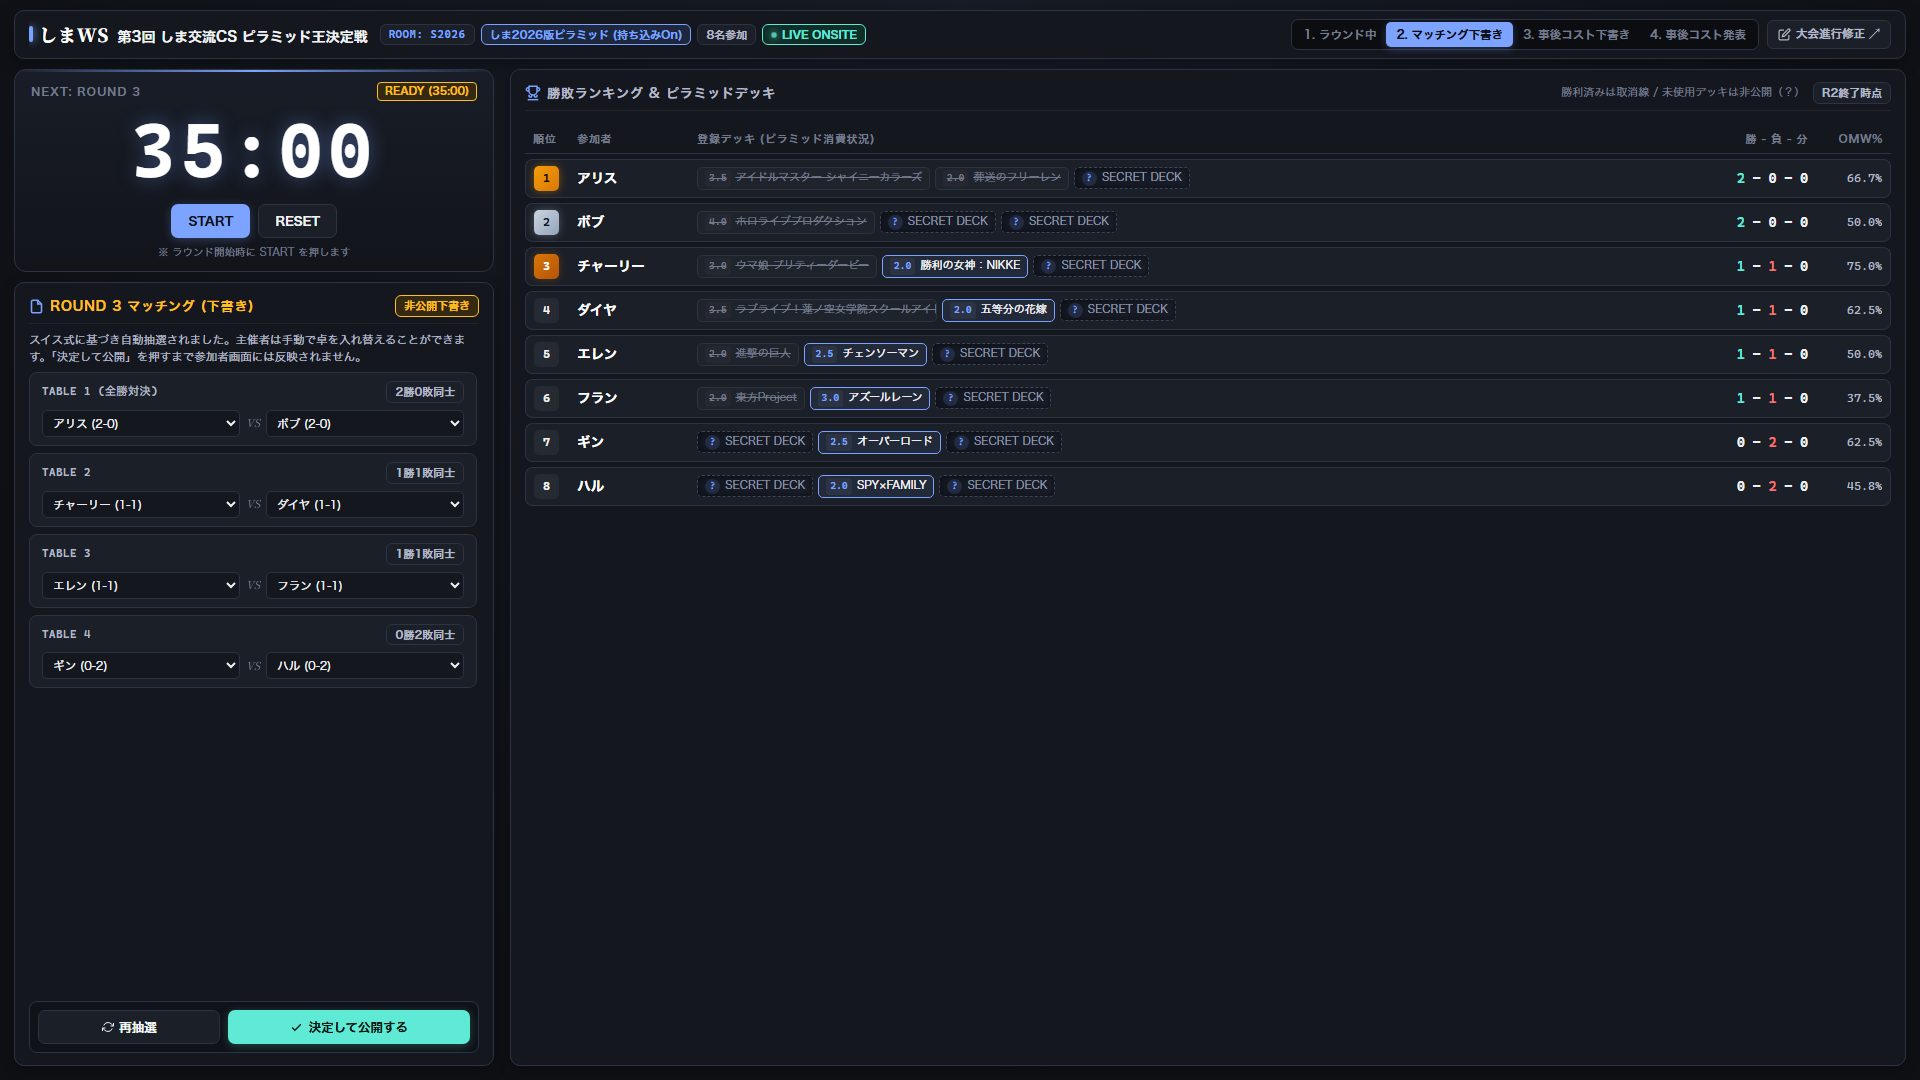 しまWS 第3回 しま交流CS ピラミッド王決定戦 ROOM: S2026 しま2026版ピラミッド (持ち込みOn) 8名参加 LIVE ONSITE
1. ラウンド中 2. マッチング下書き 3. 事後コスト下書き 4. 事後コスト発表 大会進行修正
NEXT: ROUND 3 READY (35:00)
35:00
START RESET
※ ラウンド開始時に START を押します
ROUND 3 マッチング (下書き) 非公開下書き
スイス式に基づき自動抽選されました。主催者は手動で卓を入れ替えることができま
す。「決定して公開」を押すまで参加者画面には反映されません。
TABLE 1 (全勝対決) 2勝0敗同士
アリス (2-0) VS ボブ (2-0)
TABLE 2 1勝1敗同士
チャーリー (1-1) VS ダイヤ (1-1)
TABLE 3 1勝1敗同士
エレン (1-1) VS フラン (1-1)
TABLE 4 0勝2敗同士
ギン (0-2) VS ハル (0-2)
再抽選 決定して公開する
勝敗ランキング & ピラミッドデッキ 勝利済みは取消線 / 未使用デッキは非公開 (?) R2終了時点
順位 参加者 登録デッキ (ピラミッド消費状況) 勝 - 負 - 分 OMW%
1 アリス 3.5 アイドルマスター シャイニーカラーズ 2.0 葬送のフリーレン ? SECRET DECK 2 - 0 - 0 66.7%
2 ボブ 4.0 ホロライブプロダクション ? SECRET DECK ? SECRET DECK 2 - 0 - 0 50.0%
3 チャーリー 3.0 ウマ娘 プリティーダービー 2.0 勝利の女神：NIKKE ? SECRET DECK 1 - 1 - 0 75.0%
4 ダイヤ 3.5 ラブライブ！蓮ノ空女学院スクールアイド 2.0 五等分の花嫁 ? SECRET DECK 1 - 1 - 0 62.5%
5 エレン 2.0 進撃の巨人 2.5 チェンソーマン ? SECRET DECK 1 - 1 - 0 50.0%
6 フラン 2.0 東方Project 3.0 アズールレーン ? SECRET DECK 1 - 1 - 0 37.5%
7 ギン ? SECRET DECK 2.5 オーバーロード ? SECRET DECK 0 - 2 - 0 62.5%
8 ハル ? SECRET DECK 2.0 SPY×FAMILY ? SECRET DECK 0 - 2 - 0 45.8%